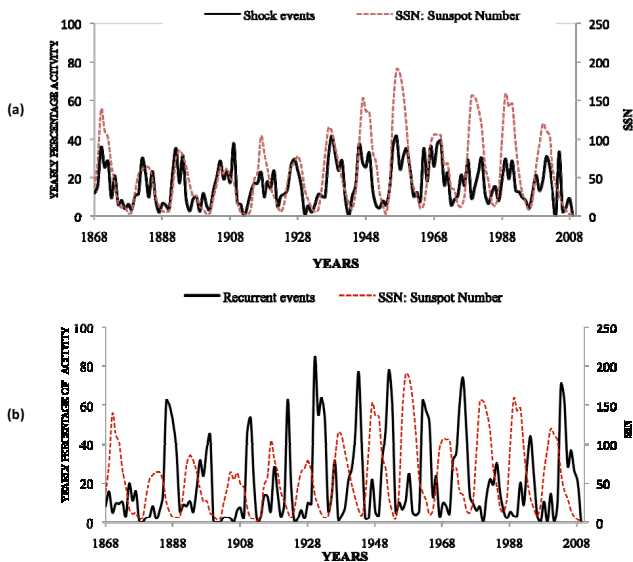 Shock events SSN: Sunspot Number
(a)
YEARLY PERCENTAGE ACITVITY
100
80
60
40
20
0
250
200
150
100
50
0
SSN
1868 1888 1908 1928 1948 1968 1988 2008
YEARS
Recurrent events SSN: Sunspot Number
(b)
YEARLY PERCENTAGE OF ACITVITY
100
80
60
40
20
0
250
200
150
100
50
0
SSN
1868 1888 1908 1928 1948 1968 1988 2008
YEARS